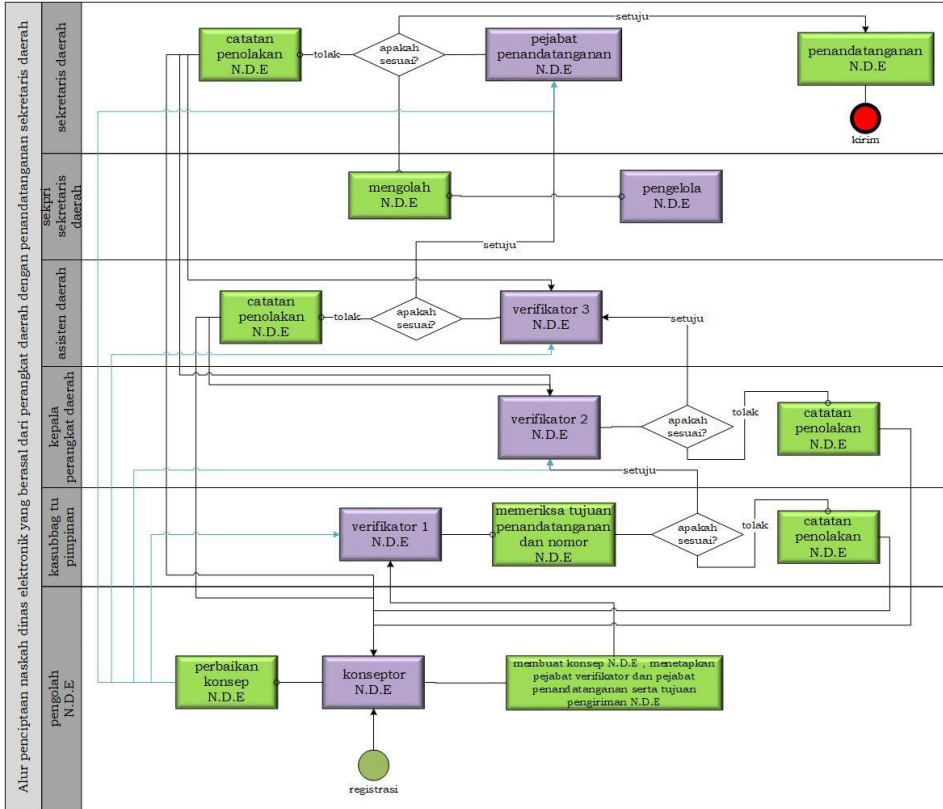 Alur penciptaan naskah dinas elektronik yang berasal dari perangkat daerah dengan penandatanganan sekretaris daerah
sekretaris daerah
setuju
catatan
penolakan
N.D.E
tolak
apakah
sesuai?
pejabat
penandatanganan
N.D.E
penandatanganan
N.D.E
kirim
sekpri
sekretaris
daerah
mengolah
N.D.E
pengelola
N.D.E
setuju
asisten daerah
catatan
penolakan
N.D.E
tolak
apakah
sesuai?
verifikator 3
N.D.E
setuju
kepala
perangkat daerah
verifikator 2
N.D.E
apakah
sesuai?
tolak
catatan
penolakan
N.D.E
setuju
kasubbag tu
pimpinan
verifikator 1
N.D.E
memeriksa tujuan
penandatanganan
dan nomor
N.D.E
apakah
sesuai?
tolak
catatan
penolakan
N.D.E
pengolah
N.D.E
perbaikan
konsep
N.D.E
konseptor
N.D.E
membuat konsep N.D.E , menetapkan
pejabat verifikator dan pejabat
penandatanganan serta tujuan
pengiriman N.D.E
registrasi